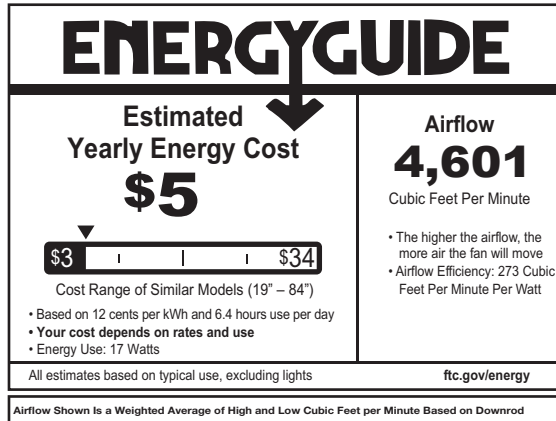 ENERGYGUIDE
Estimated
Yearly Energy Cost
$5
$3
$34
Cost Range of Similar Models (19” – 84”)
• Based on 12 cents per kWh and 6.4 hours use per day
• Your cost depends on rates and use
• Energy Use: 17 Watts
Airflow
4,601
Cubic Feet Per Minute
• The higher the airflow, the
more air the fan will move
• Airflow Efficiency: 273 Cubic
Feet Per Minute Per Watt
All estimates based on typical use, excluding lights
ftc.gov/energy
Airflow Shown Is a Weighted Average of High and Low Cubic Feet per Minute Based on Downrod